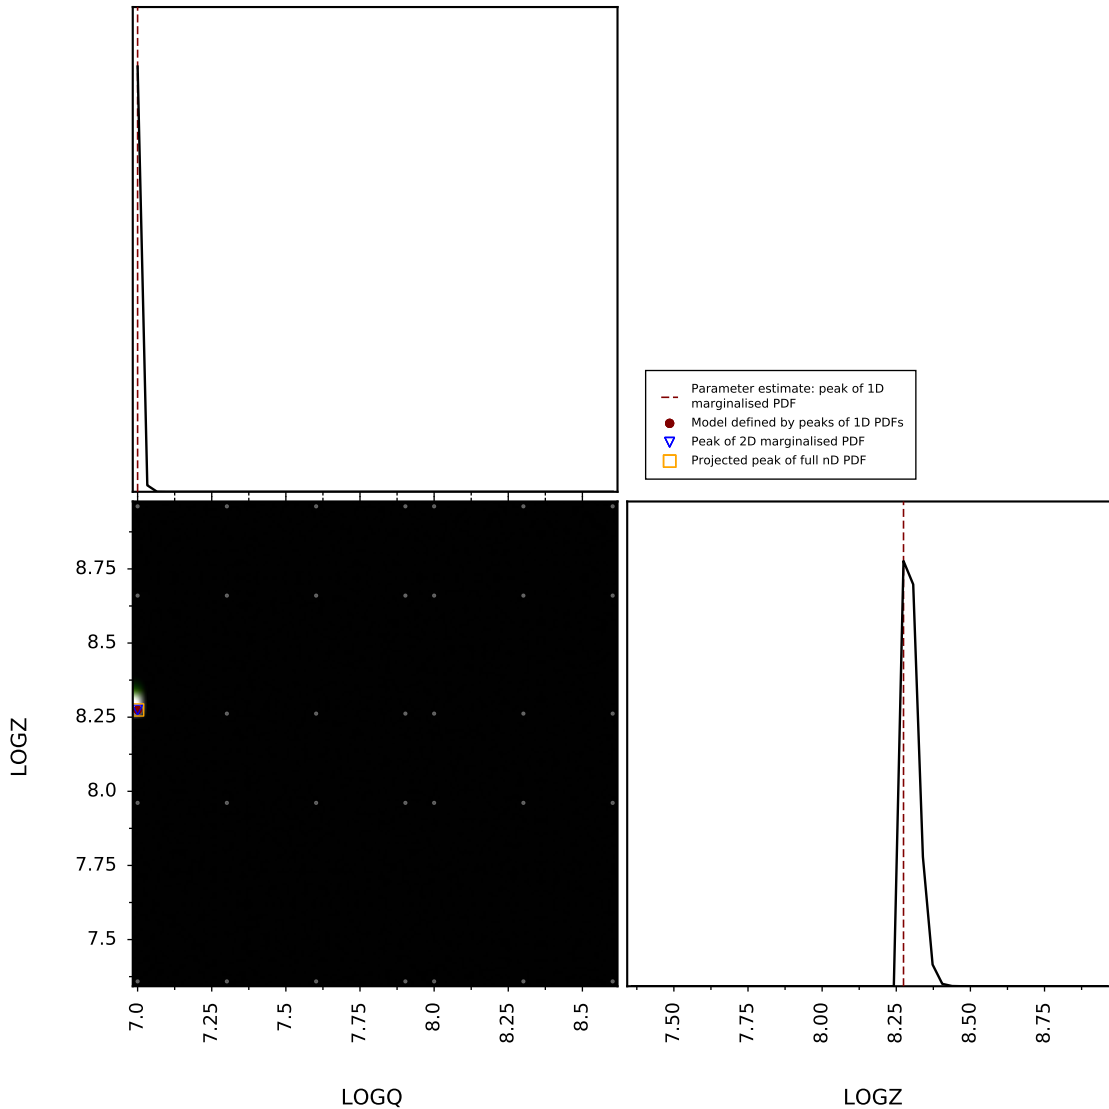 Parameter estimate: peak of 1D
marginalised PDF
Model defined by peaks of 1D PDFs
Peak of 2D marginalised PDF
Projected peak of full nD PDF
8.75
8.5
8.25
8.0
7.75
7.5
LOGZ
7.0 7.25 7.5 7.75 8.0 8.25 8.5
LOGQ
7.50 7.75 8.00 8.25 8.50 8.75
LOGZ